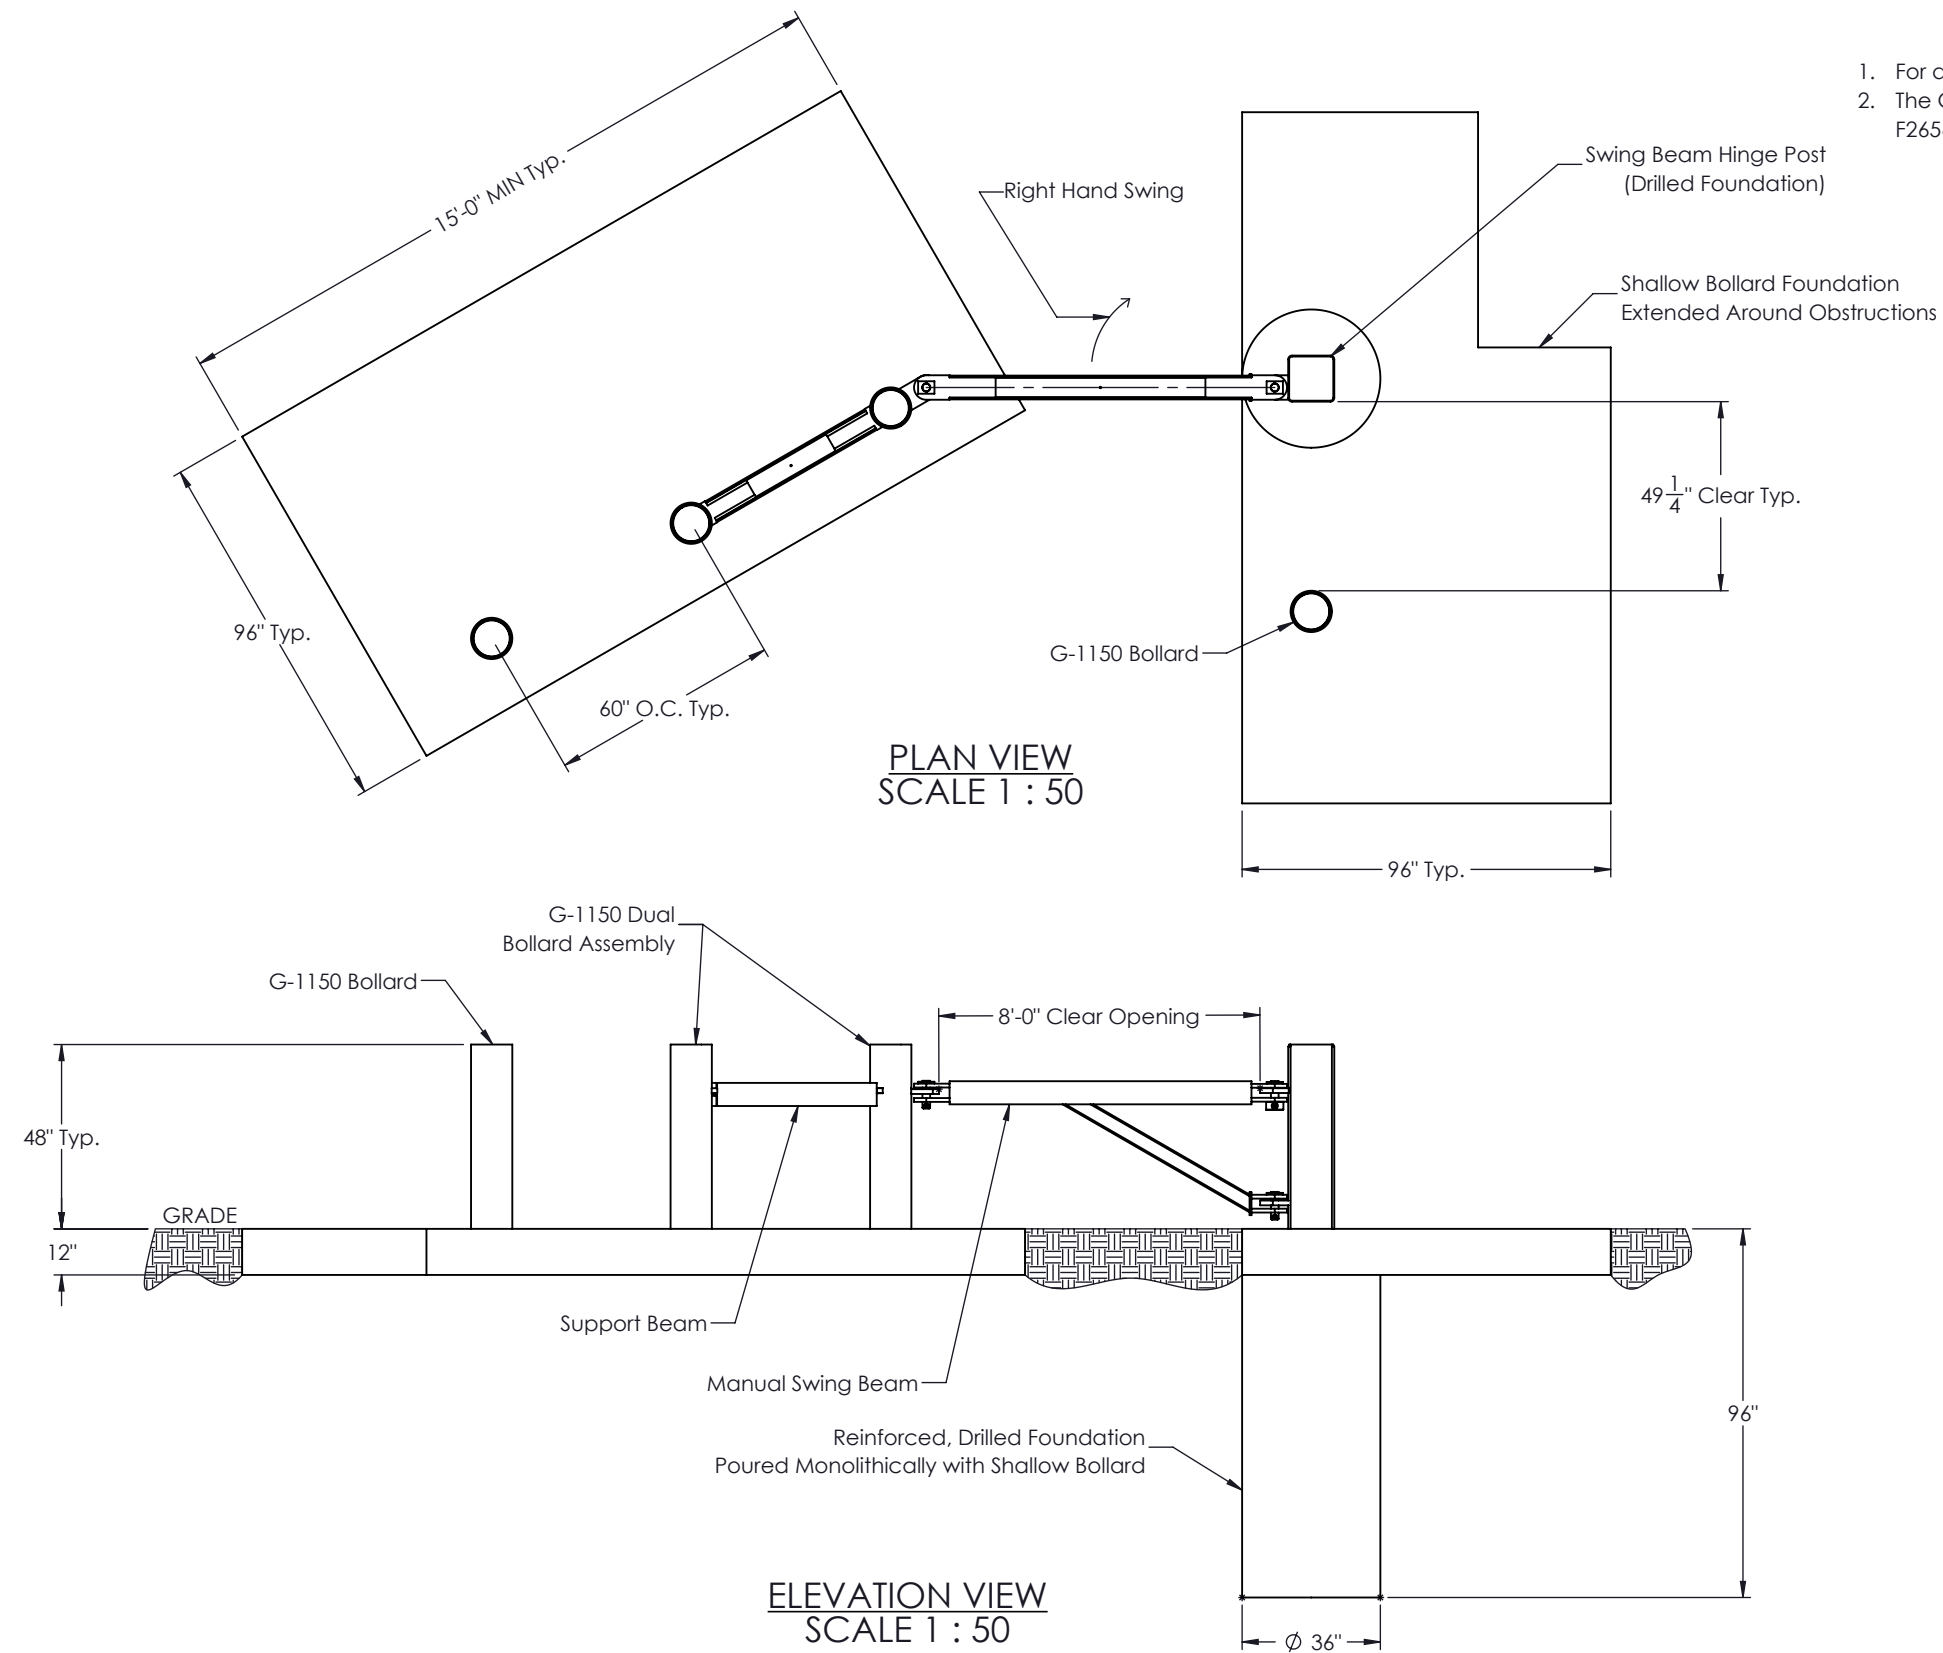 1. For
2. The
15'-0" MIN Typ.
Right Hand Swing
Swing Beam Hinge Post
(Drilled Foundation)
Shallow Bollard Foundation
Extended Around Obstructions
49 1/4" Clear Typ.
96" Typ.
60" O.C. Typ.
G-1150 Bollard
PLAN VIEW
SCALE 1 : 50
96" Typ.
G-1150 Dual
Bollard Assembly
G-1150 Bollard
8'-0" Clear Opening
48" Typ.
GRADE
12"
Support Beam
Manual Swing Beam
96"
Reinforced, Drilled Foundation
Poured Monolithically with Shallow Bollard
ELEVATION VIEW
SCALE 1 : 50
Ø 36"